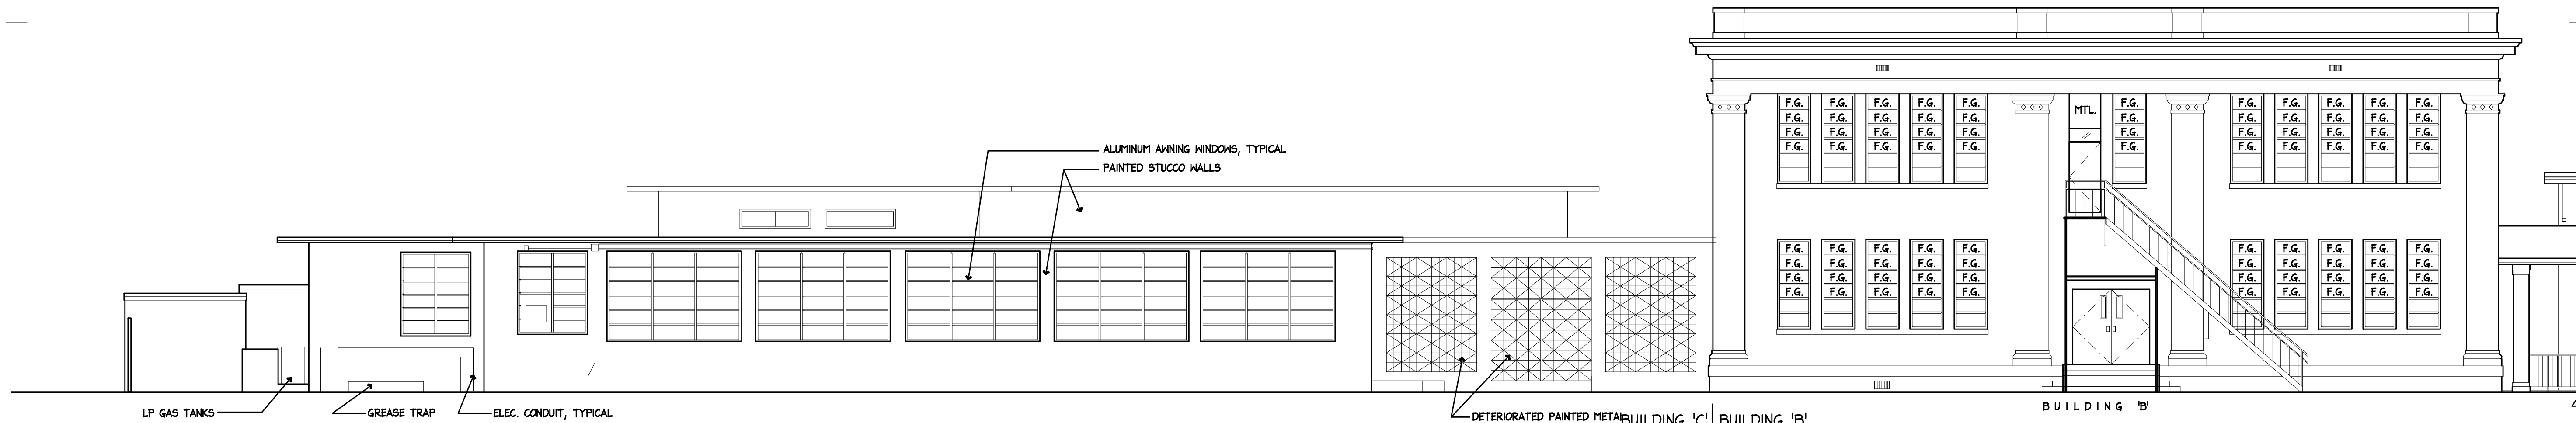 F.G. F.G. F.G. F.G. F.G. F.G. F.G. F.G. F.G. F.G. F.G.
MTL.
F.G. F.G. F.G. F.G. F.G. F.G. F.G. F.G. F.G. F.G. F.G.
F.G. F.G. F.G. F.G. F.G. F.G. F.G. F.G. F.G. F.G. F.G.
F.G. F.G. F.G. F.G. F.G. F.G. F.G. F.G. F.G. F.G. F.G.
ALUMINUM AWNING WINDOWS, TYPICAL
PAINTED STUCCO WALLS
F.G. F.G. F.G. F.G. F.G. F.G. F.G. F.G. F.G. F.G.
F.G. F.G. F.G. F.G. F.G. F.G. F.G. F.G. F.G. F.G.
F.G. F.G. F.G. F.G. F.G. F.G. F.G. F.G. F.G. F.G.
F.G. F.G. F.G. F.G. F.G. F.G. F.G. F.G. F.G. F.G.
LP GAS TANKS
GREASE TRAP
ELEC. CONDUIT, TYPICAL
DETERIORATED PAINTED METAL
BUILDING 'C' BUILDING 'B'
BUILDING 'B'